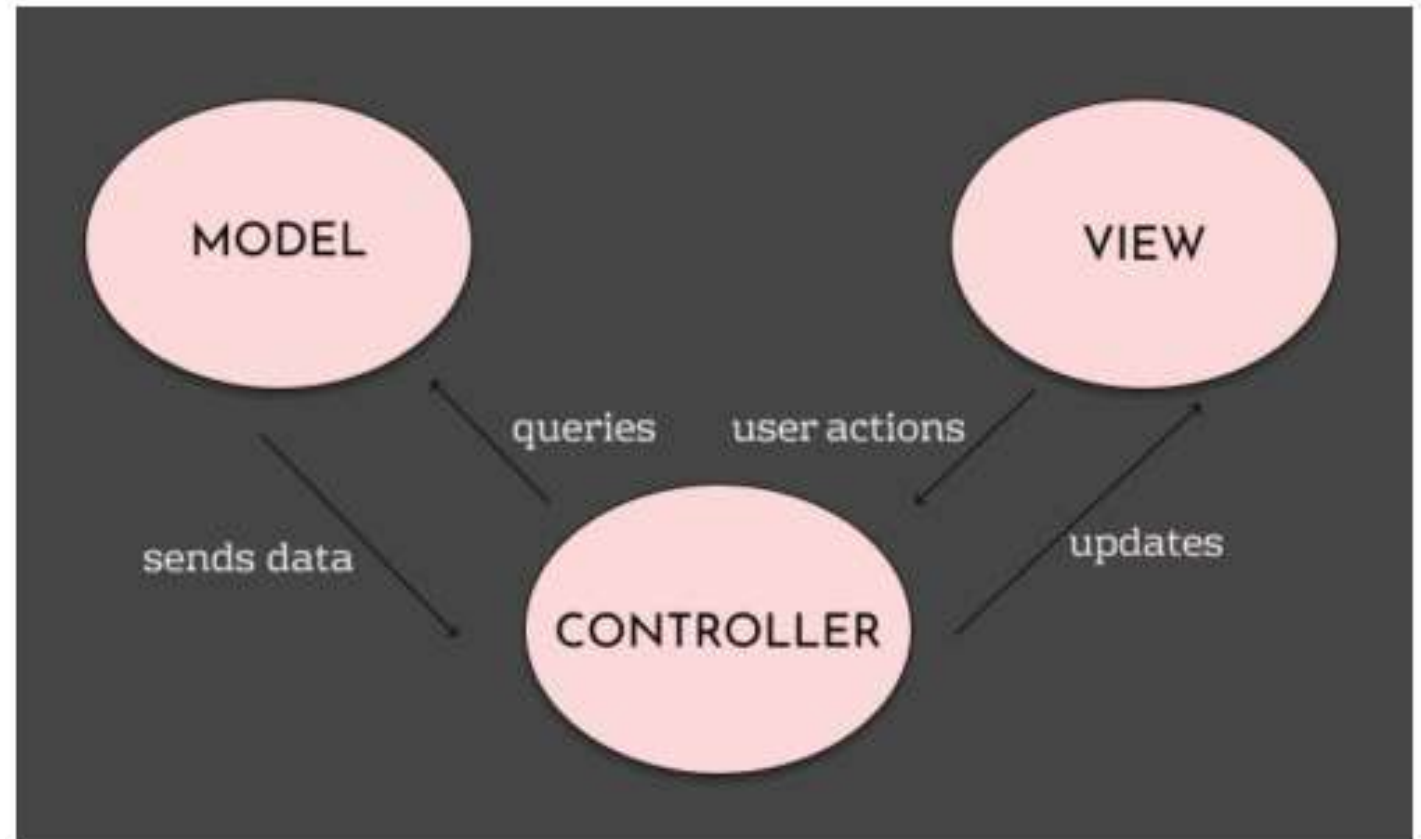 MODEL
VIEW
queries
user actions
sends data
updates
CONTROLLER